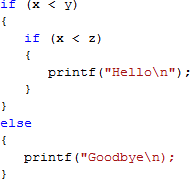 if (x < y)
{
if (x < z)
{
printf("Hello\n");
}
}
else
{
printf("Goodbye\n);
}